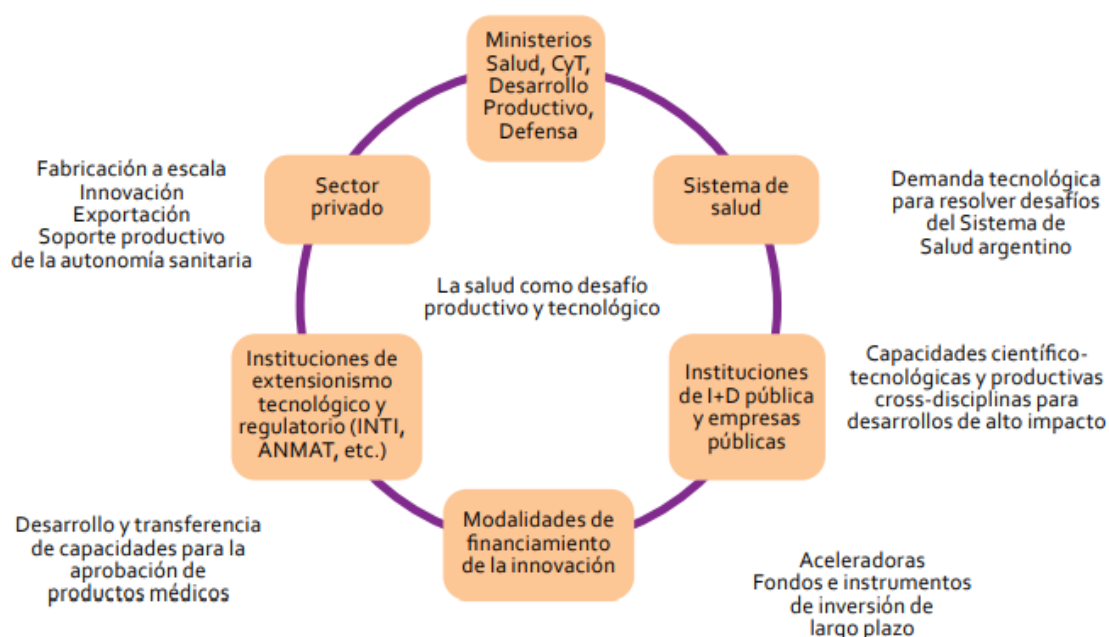 Ministerios
Salud, CyT,
Desarrollo
Productivo,
Defensa
Fabricación a escala
Innovación
Exportación
Soporte productivo
de la autonomía sanitaria
Sector
privado
Sistema de
salud
Demanda tecnológica
para resolver desafíos
del Sistema de
Salud argentino
La salud como desafío
productivo y tecnológico
Instituciones de
extensionismo
tecnológico y
regulatorio (INTI,
ANMAT, etc.)
Instituciones
de I+D pública
y empresas
públicas
Capacidades científico-
tecnológicas y productivas
cross-disciplinas para
desarrollos de alto impacto
Desarrollo y transferencia
de capacidades para la
aprobación de
productos médicos
Modalidades de
financiamiento
de la innovación
Aceleradoras
Fondos e instrumentos
de inversión de
largo plazo